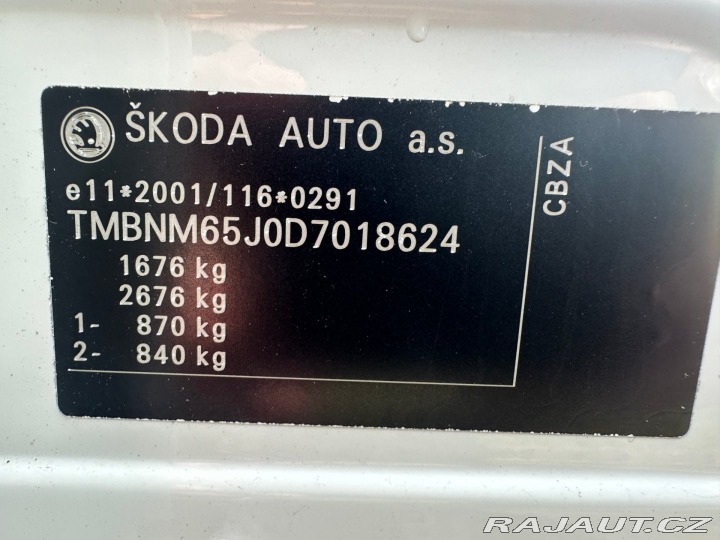 ŠKODA AUTO a.s.
e11*2001/116*0291
TMBNM65J0D7018624
1676 kg
2676 kg
1- 870 kg
2- 840 kg
CBZA
RAJAUT.CZ